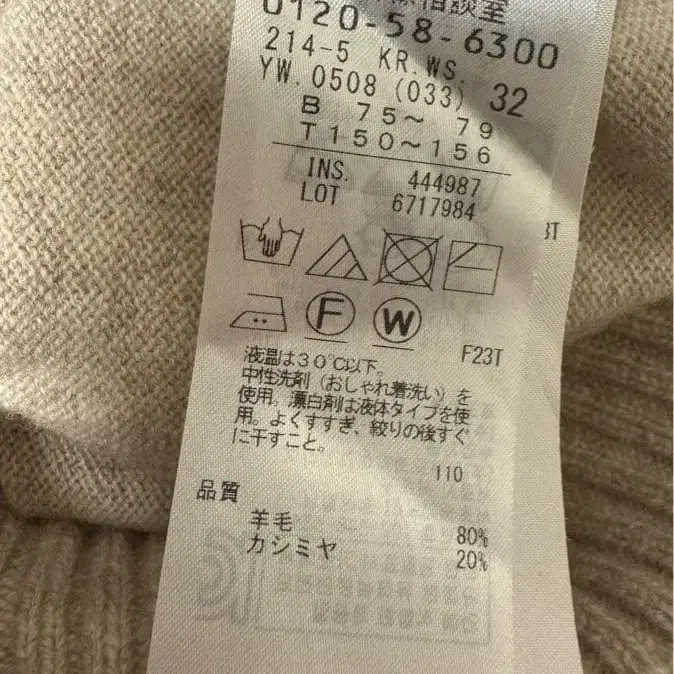 相談室
0120-58-6300
214-5 KR.WS.
YW.0508 (033) 32
B 75～ 79
T150～156
INS. 444987
LOT 6717984
3T
F
W
F23T
液温は30℃以下。
中性洗剤（おしゃれ着洗い）を
使用。漂白剤は液体タイプを使
用。よくすすぎ、絞りの後すぐ
に干すこと。
110
品質
羊毛 80%
カシミヤ 20%